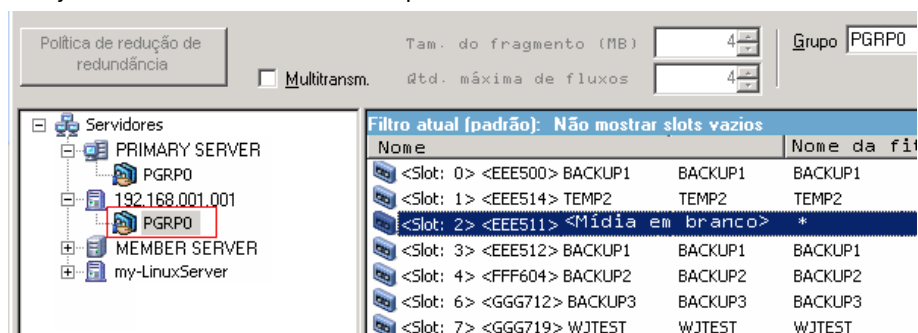 Política de redução de
redundância
Multitransm.
Tam. do fragmento (MB) 4
Qtd. máxima de fluxos 4
Grupo PGRP0
Servidores
PRIMARY SERVER
PGRP0
192.168.001.001
PGRP0
MEMBER SERVER
my-LinuxServer
Filtro atual (padrão): Não mostrar slots vazios
Nome Nome da fit
<Slot: 0> <EEE500> BACKUP1 BACKUP1 BACKUP1
<Slot: 1> <EEE514> TEMP2 TEMP2 TEMP2
<Slot: 2> <EEE511> <Mídia em branco> *
<Slot: 3> <EEE512> BACKUP1 BACKUP1 BACKUP1
<Slot: 4> <FFF604> BACKUP2 BACKUP2 BACKUP2
<Slot: 6> <GGG712> BACKUP3 BACKUP3 BACKUP3
<Slot: 7> <GGG719> WJTEST WJTEST WJTEST